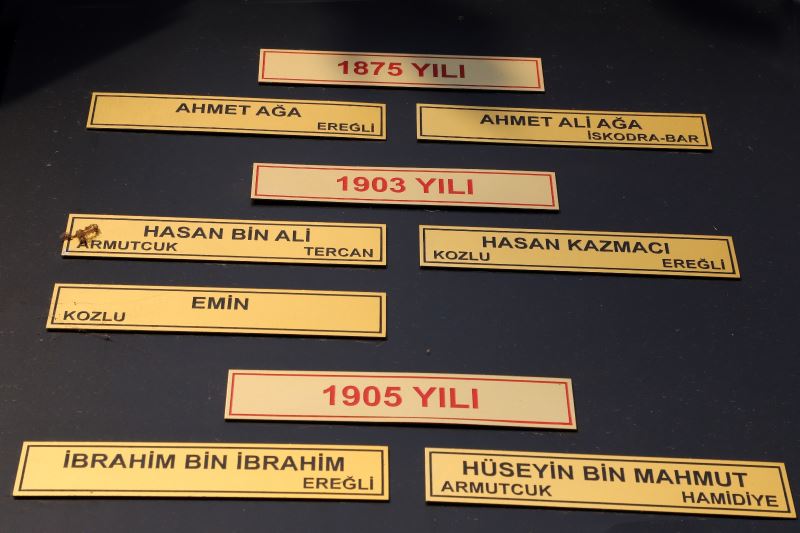 1875 YILI
AHMET AĞA
EREĞLİ
AHMET ALİ AĞA
İSKODRA-BAR
1903 YILI
HASAN BİN ALİ
ARMUTCUK TERCAN
HASAN KAZMACI
KOZLU EREĞLİ
EMİN
KOZLU
1905 YILI
İBRAHİM BİN İBRAHİM
EREĞLİ
HÜSEYİN BİN MAHMUT
ARMUTCUK HAMİDİYE